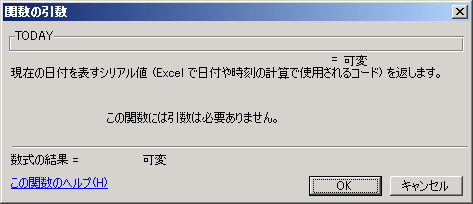 関数の引数
TODAY
= 可変
現在の日付を表すシリアル値 (Excel で日付や時刻の計算で使用されるコード) を返します。
この関数には引数は必要ありません。
数式の結果 = 可変
この関数のヘルプ(H)
OK
キャンセル